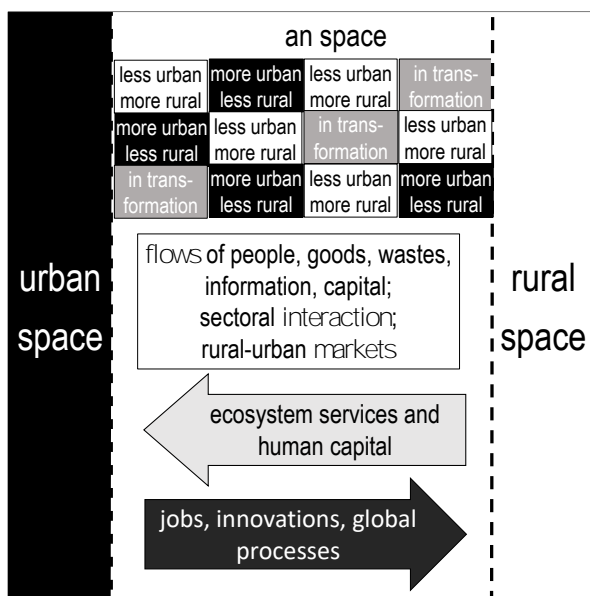 an space
less urban
more rural
more urban
less rural
less urban
more rural
in trans-
formation
more urban
less rural
less urban
more rural
in trans-
formation
less urban
more rural
in trans-
formation
more urban
less rural
less urban
more rural
more urban
less rural
urban
space
flows of people, goods, wastes,
information, capital;
sectoral interaction;
rural-urban markets
rural
space
ecosystem services and
human capital
jobs, innovations, global
processes